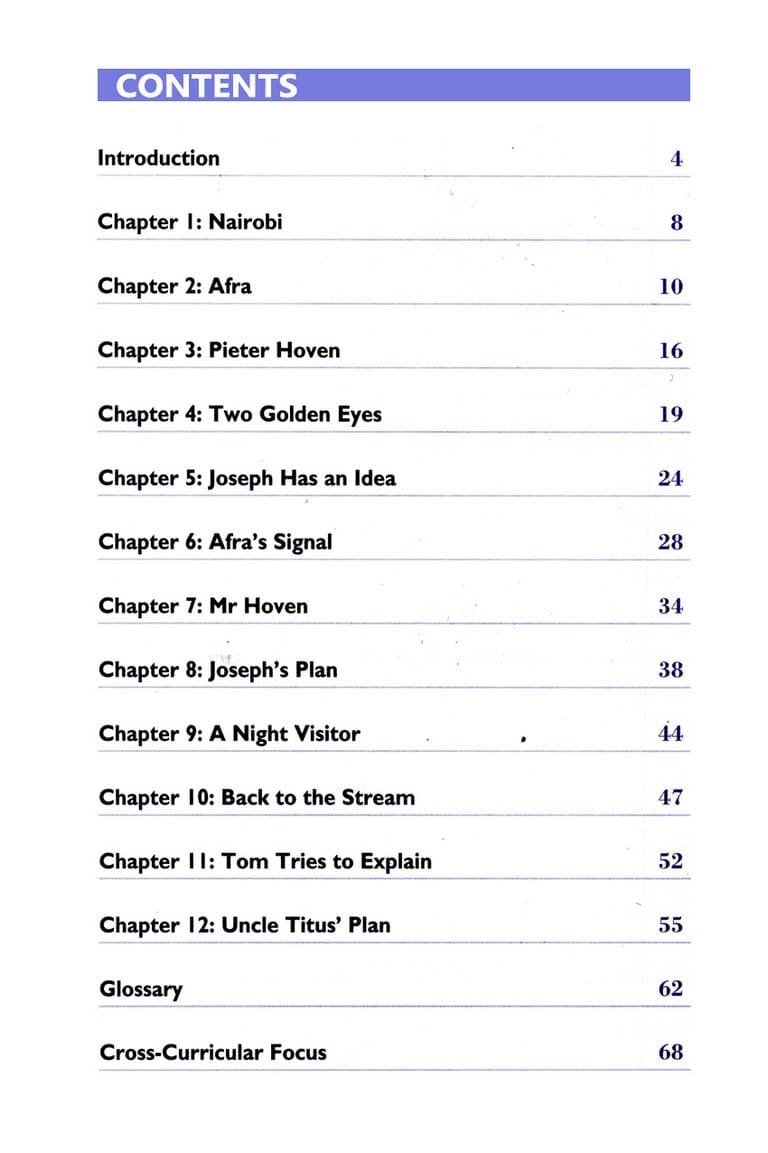 CONTENTS
Introduction 4
Chapter 1: Nairobi 8
Chapter 2: Afra 10
Chapter 3: Pieter Hoven 16
Chapter 4: Two Golden Eyes 19
Chapter 5: Joseph Has an Idea 24
Chapter 6: Afra’s Signal 28
Chapter 7: Mr Hoven 34
Chapter 8: Joseph’s Plan 38
Chapter 9: A Night Visitor 44
Chapter 10: Back to the Stream 47
Chapter 11: Tom Tries to Explain 52
Chapter 12: Uncle Titus’ Plan 55
Glossary 62
Cross-Curricular Focus 68